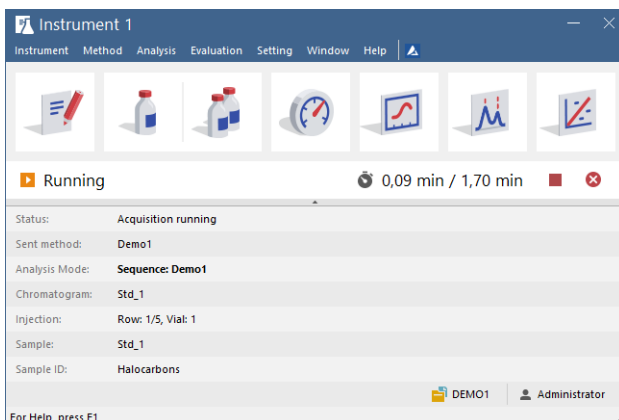 Instrument 1
Instrument Method Analysis Evaluation Setting Window Help
Running 0,09 min / 1,70 min
Status: Acquisition running
Sent method: Demo1
Analysis Mode: Sequence: Demo1
Chromatogram: Std_1
Injection: Row: 1/5, Vial: 1
Sample: Std_1
Sample ID: Halocarbons
DEMO1 Administrator
For Help, press F1